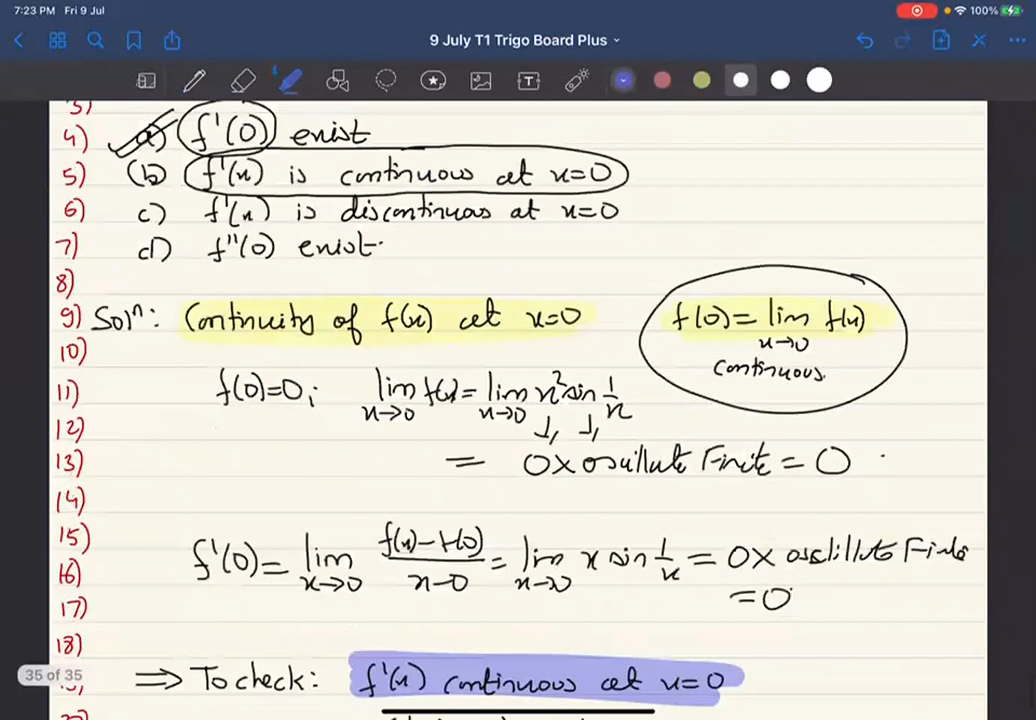 7:23 PM Fri 9 Jul
100%
9 July T1 Trigo Board Plus
3)
4) a) f'(0) exist
5) (b) f'(x) is continuous at x=0
6) c) f'(x) is discontinuous at x=0
7) d) f''(0) exist.
8)
9) Solⁿ: Continuity of f(x) at x=0
f(0) = lim f(x)
x→0
continuous.
10)
11) f(0)=0; lim f(x) = lim x² sin 1/x
x→0 x→0
12) ↓ ↓
13) = 0x oscillate Finite = 0
14)
15) f'(0) = lim f(x)-f(0)/x-0 = lim x sin 1/x = 0x oscillate Finite
16) x→0 x→0
17) = 0
18)
35 of 35
⇒ To check: f'(x) continuous at x=0